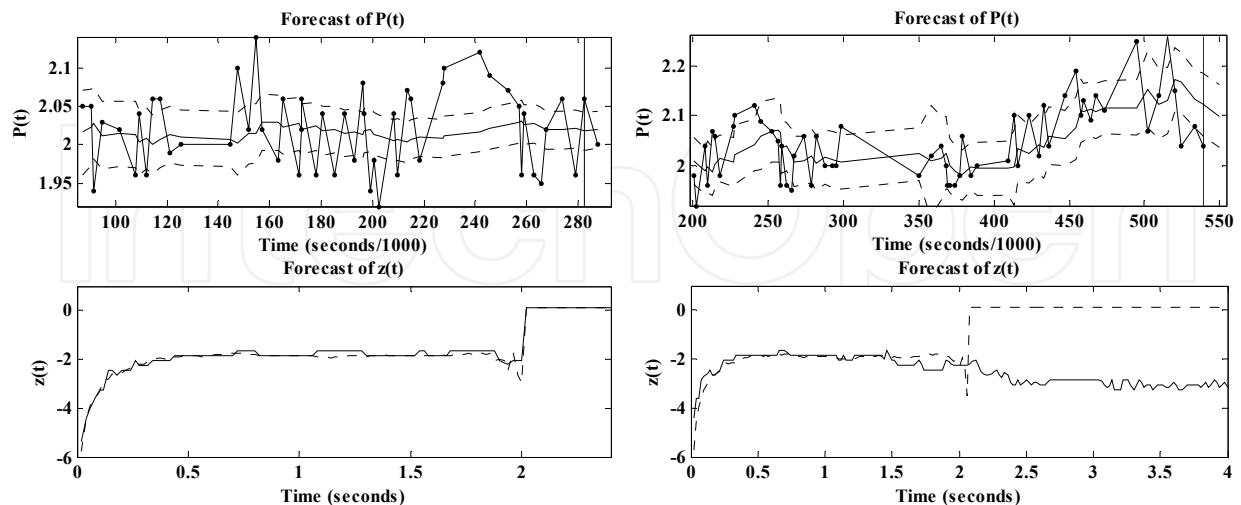 Forecast of P(t)
2.1
2.05
2
1.95
P(t)
100 120 140 160 180 200 220 240 260 280
Time (seconds/1000)
Forecast of P(t)
2.2
2.1
2
P(t)
200 250 300 350 400 450 500 550
Time (seconds/1000)
intechopen
Forecast of z(t)
0
-2
-4
-6
z(t)
0 0.5 1 1.5 2
Time (seconds)
Forecast of z(t)
0
-2
-4
-6
z(t)
0 0.5 1 1.5 2 2.5 3 3.5 4
Time (seconds)